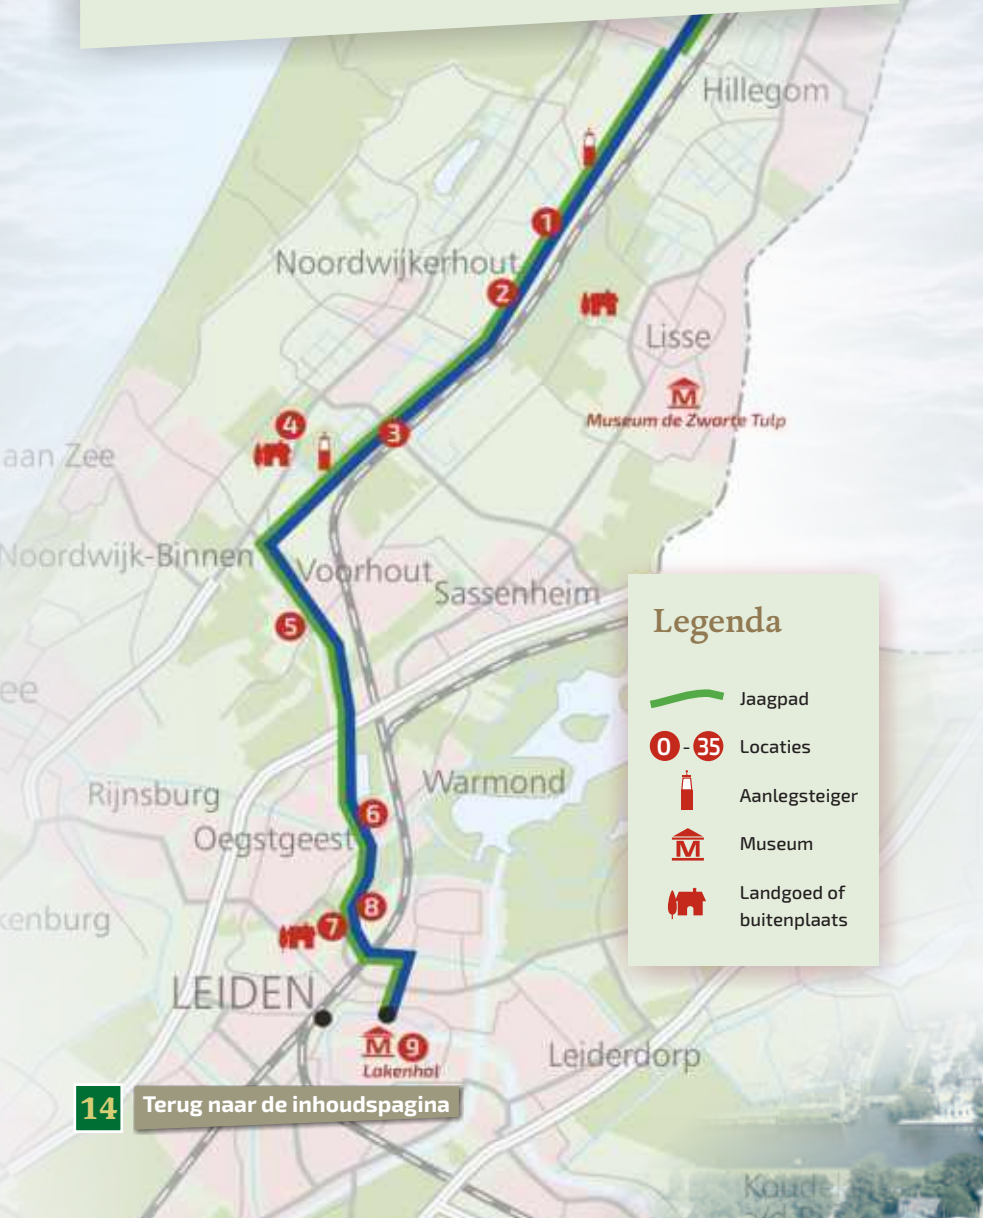 Hillegom
1
Noordwijkerhout
2
Lisse
M
Museum de Zwarte Tulp
4
3
aan Zee
Noordwijk-Binnen
Voorhout
Sassenheim
5
Legenda
Jaagpad
0 - 35 Locaties
Aanlegsteiger
M Museum
Landgoed of
buitenplaats
ee
Warmond
Rijnsburg
6
Oegstgeest
8
7
kenburg
LEIDEN
M 9
Lakenhal
Leiderdorp
14 Terug naar de inhoudspagina